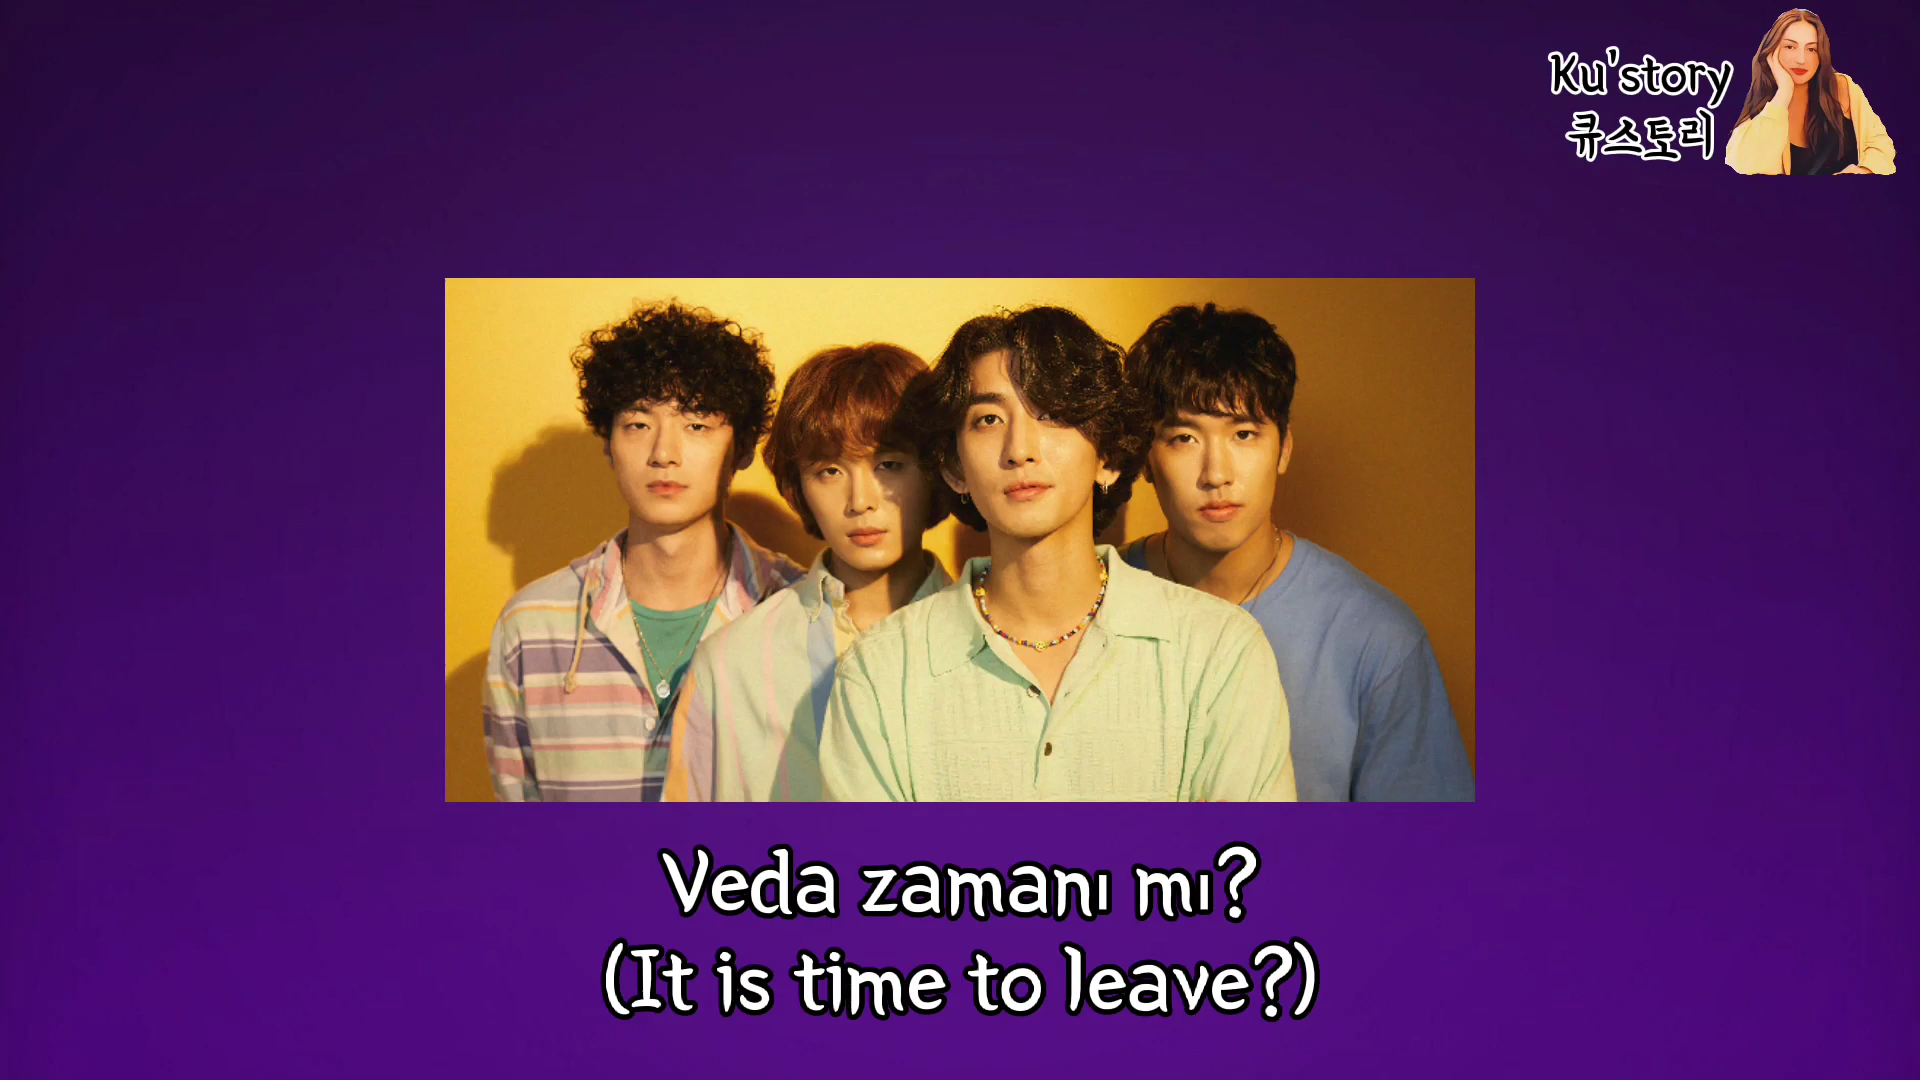 Ku'story
큐스토리
Veda zamanı mı?
(It is time to leave?)